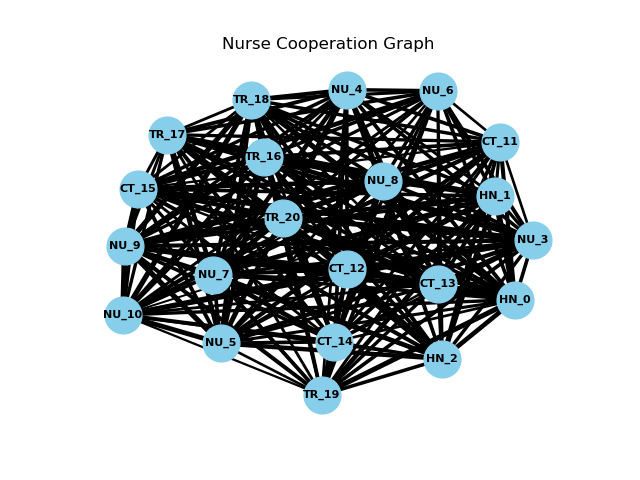 Nurse Cooperation Graph
NU_4
NU_6
TR_18
TR_17
CT_11
TR_16
NU_8
CT_15
HN_1
TR_20
NU_3
NU_9
CT_12
NU_7
CT_13
HN_0
NU_10
CT_14
NU_5
HN_2
TR_19